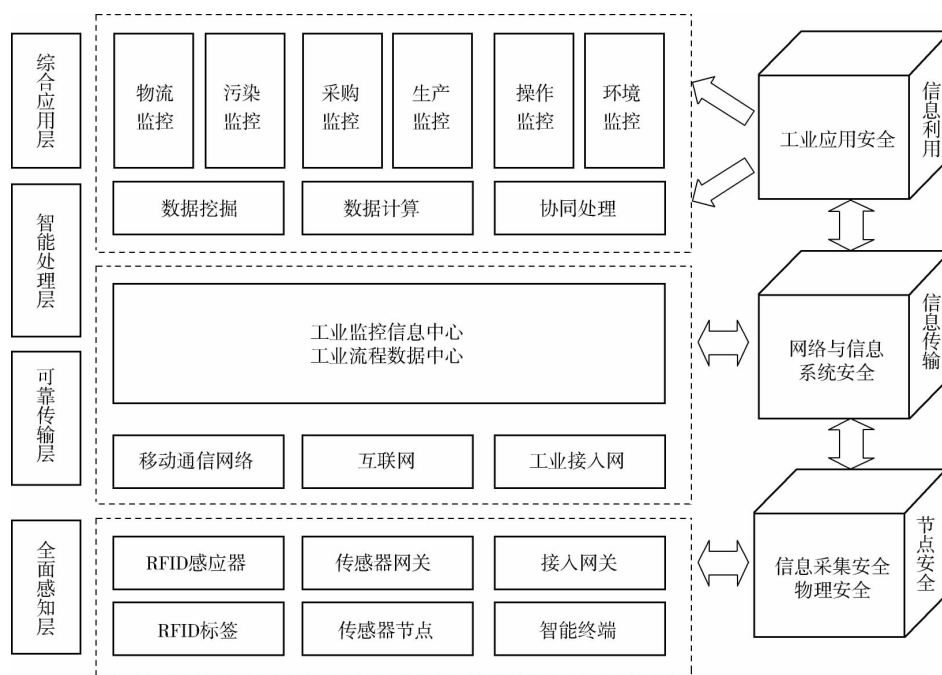 综合应用层
物流
监控
污染
监控
采购
监控
生产
监控
操作
监控
环境
监控
工业应用安全
信息利用
数据挖掘
数据计算
协同处理
智能处理层
工业监控信息中心
工业流程数据中心
网络与信息
系统安全
信息传输
可靠传输层
移动通信网络
互联网
工业接入网
全面感知层
RFID感应器
传感器网关
接入网关
信息采集安全
物理安全
节点安全
RFID标签
传感器节点
智能终端